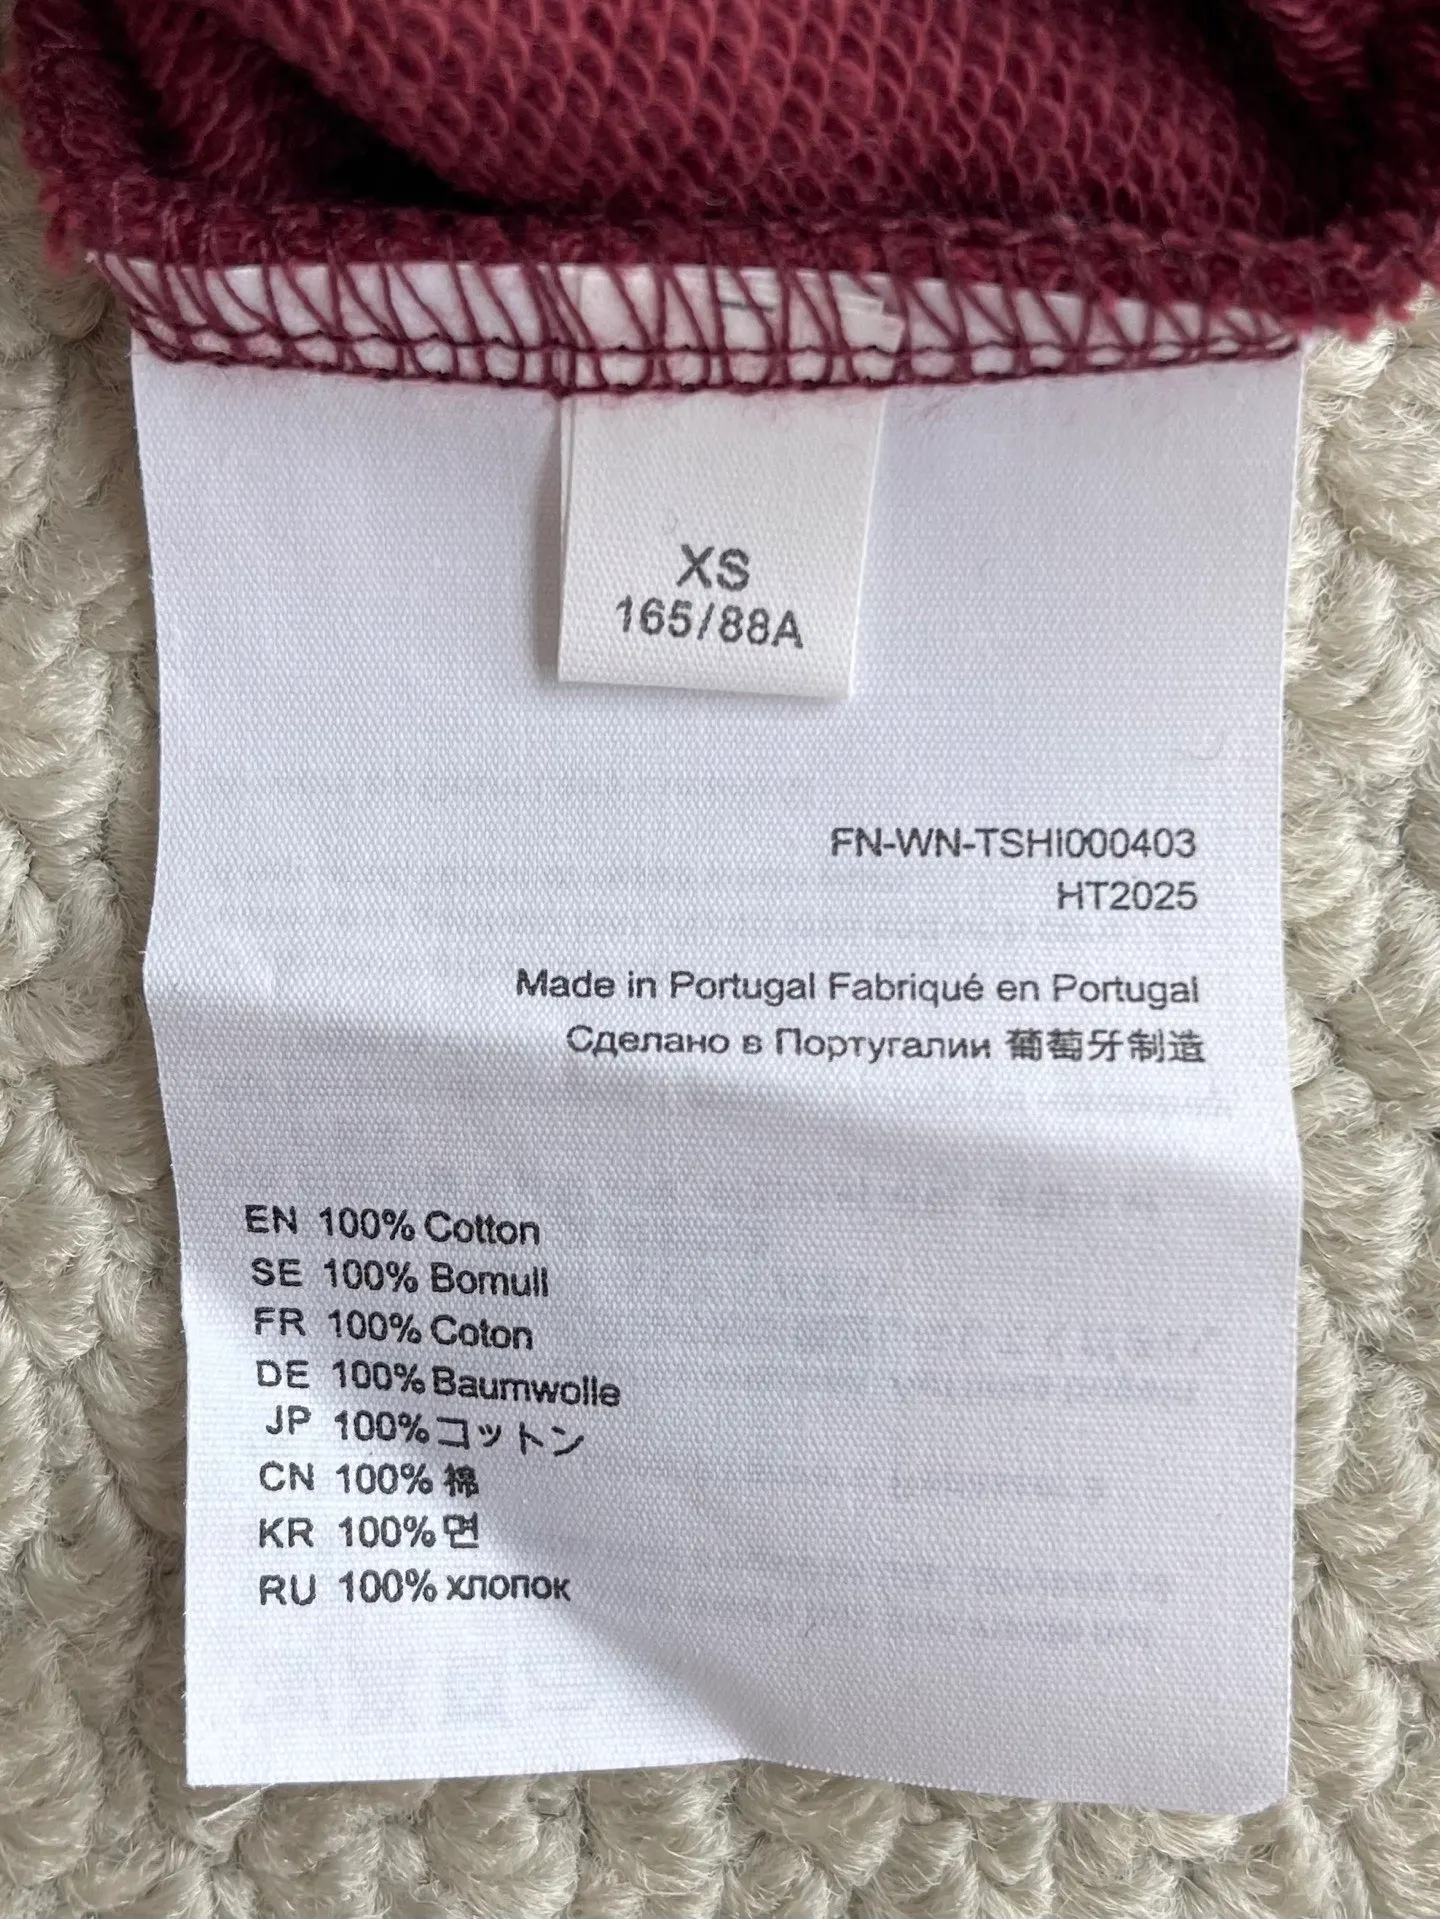 XS
165/88A
FN-WN-TSHI000403
HT2025
Made in Portugal Fabriqué en Portugal
Сделано в Португалии 葡萄牙制造
EN 100% Cotton
SE 100% Bomull
FR 100% Coton
DE 100% Baumwolle
JP 100% コットン
CN 100% 棉
KR 100% 면
RU 100% хлопок